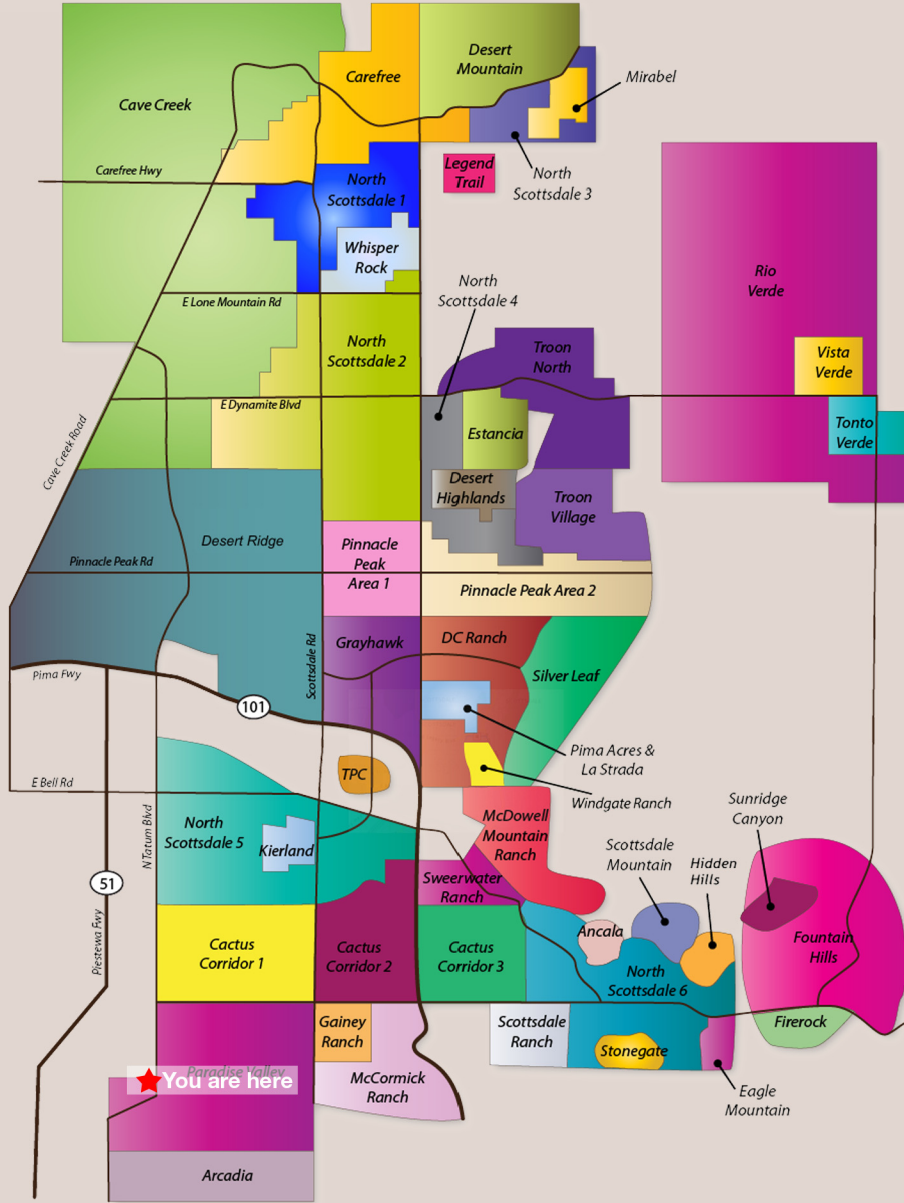 Desert
Mountain
Carefree
Mirabel
Cave Creek
Carefree Hwy
Legend
Trail
North
Scottsdale 3
North
Scottsdale 1
Whisper
Rock
Rio
Verde
E Lone Mountain Rd
North
Scottsdale 4
North
Scottsdale 2
Troon
North
Vista
Verde
E Dynamite Blvd
Tonto
Verde
Cave Creek Road
Estancia
Desert
Highlands
Troon
Village
Desert Ridge
Pinnacle
Peak
Area 1
Pinnacle Peak Rd
Pinnacle Peak Area 2
Scottsdale Rd
Grayhawk
DC Ranch
Silver Leaf
Pima Fwy
101
Pima Acres &
La Strada
TPC
E Bell Rd
Windgate Ranch
Sunridge
Canyon
N Tatum Blvd
North
Scottsdale 5
Kierland
McDowell
Mountain
Ranch
Scottsdale
Mountain
Hidden
Hills
51
Sweerwater
Ranch
Piestewa Fwy
Cactus
Corridor 1
Cactus
Corridor 2
Cactus
Corridor 3
Ancala
North
Scottsdale 6
Fountain
Hills
Gainey
Ranch
Scottsdale
Ranch
Firerock
Stonegate
Paradise Valley
You are here
McCormick
Ranch
Eagle
Mountain
Arcadia